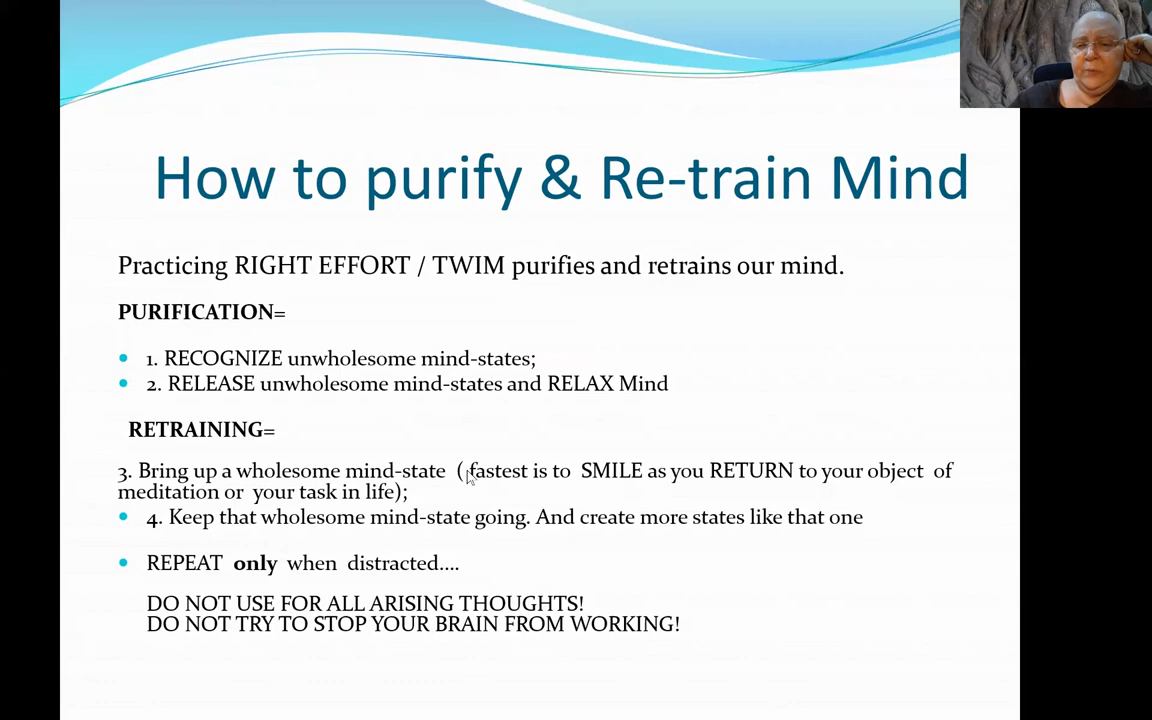 How to purify & Re-train Mind
Practicing RIGHT EFFORT / TWIM purifies and retrains our mind.
PURIFICATION=
• 1. RECOGNIZE unwholesome mind-states;
• 2. RELEASE unwholesome mind-states and RELAX Mind
RETRAINING=
3. Bring up a wholesome mind-state ( fastest is to SMILE as you RETURN to your object of
meditation or your task in life);
• 4. Keep that wholesome mind-state going. And create more states like that one
• REPEAT only when distracted....
DO NOT USE FOR ALL ARISING THOUGHTS!
DO NOT TRY TO STOP YOUR BRAIN FROM WORKING!